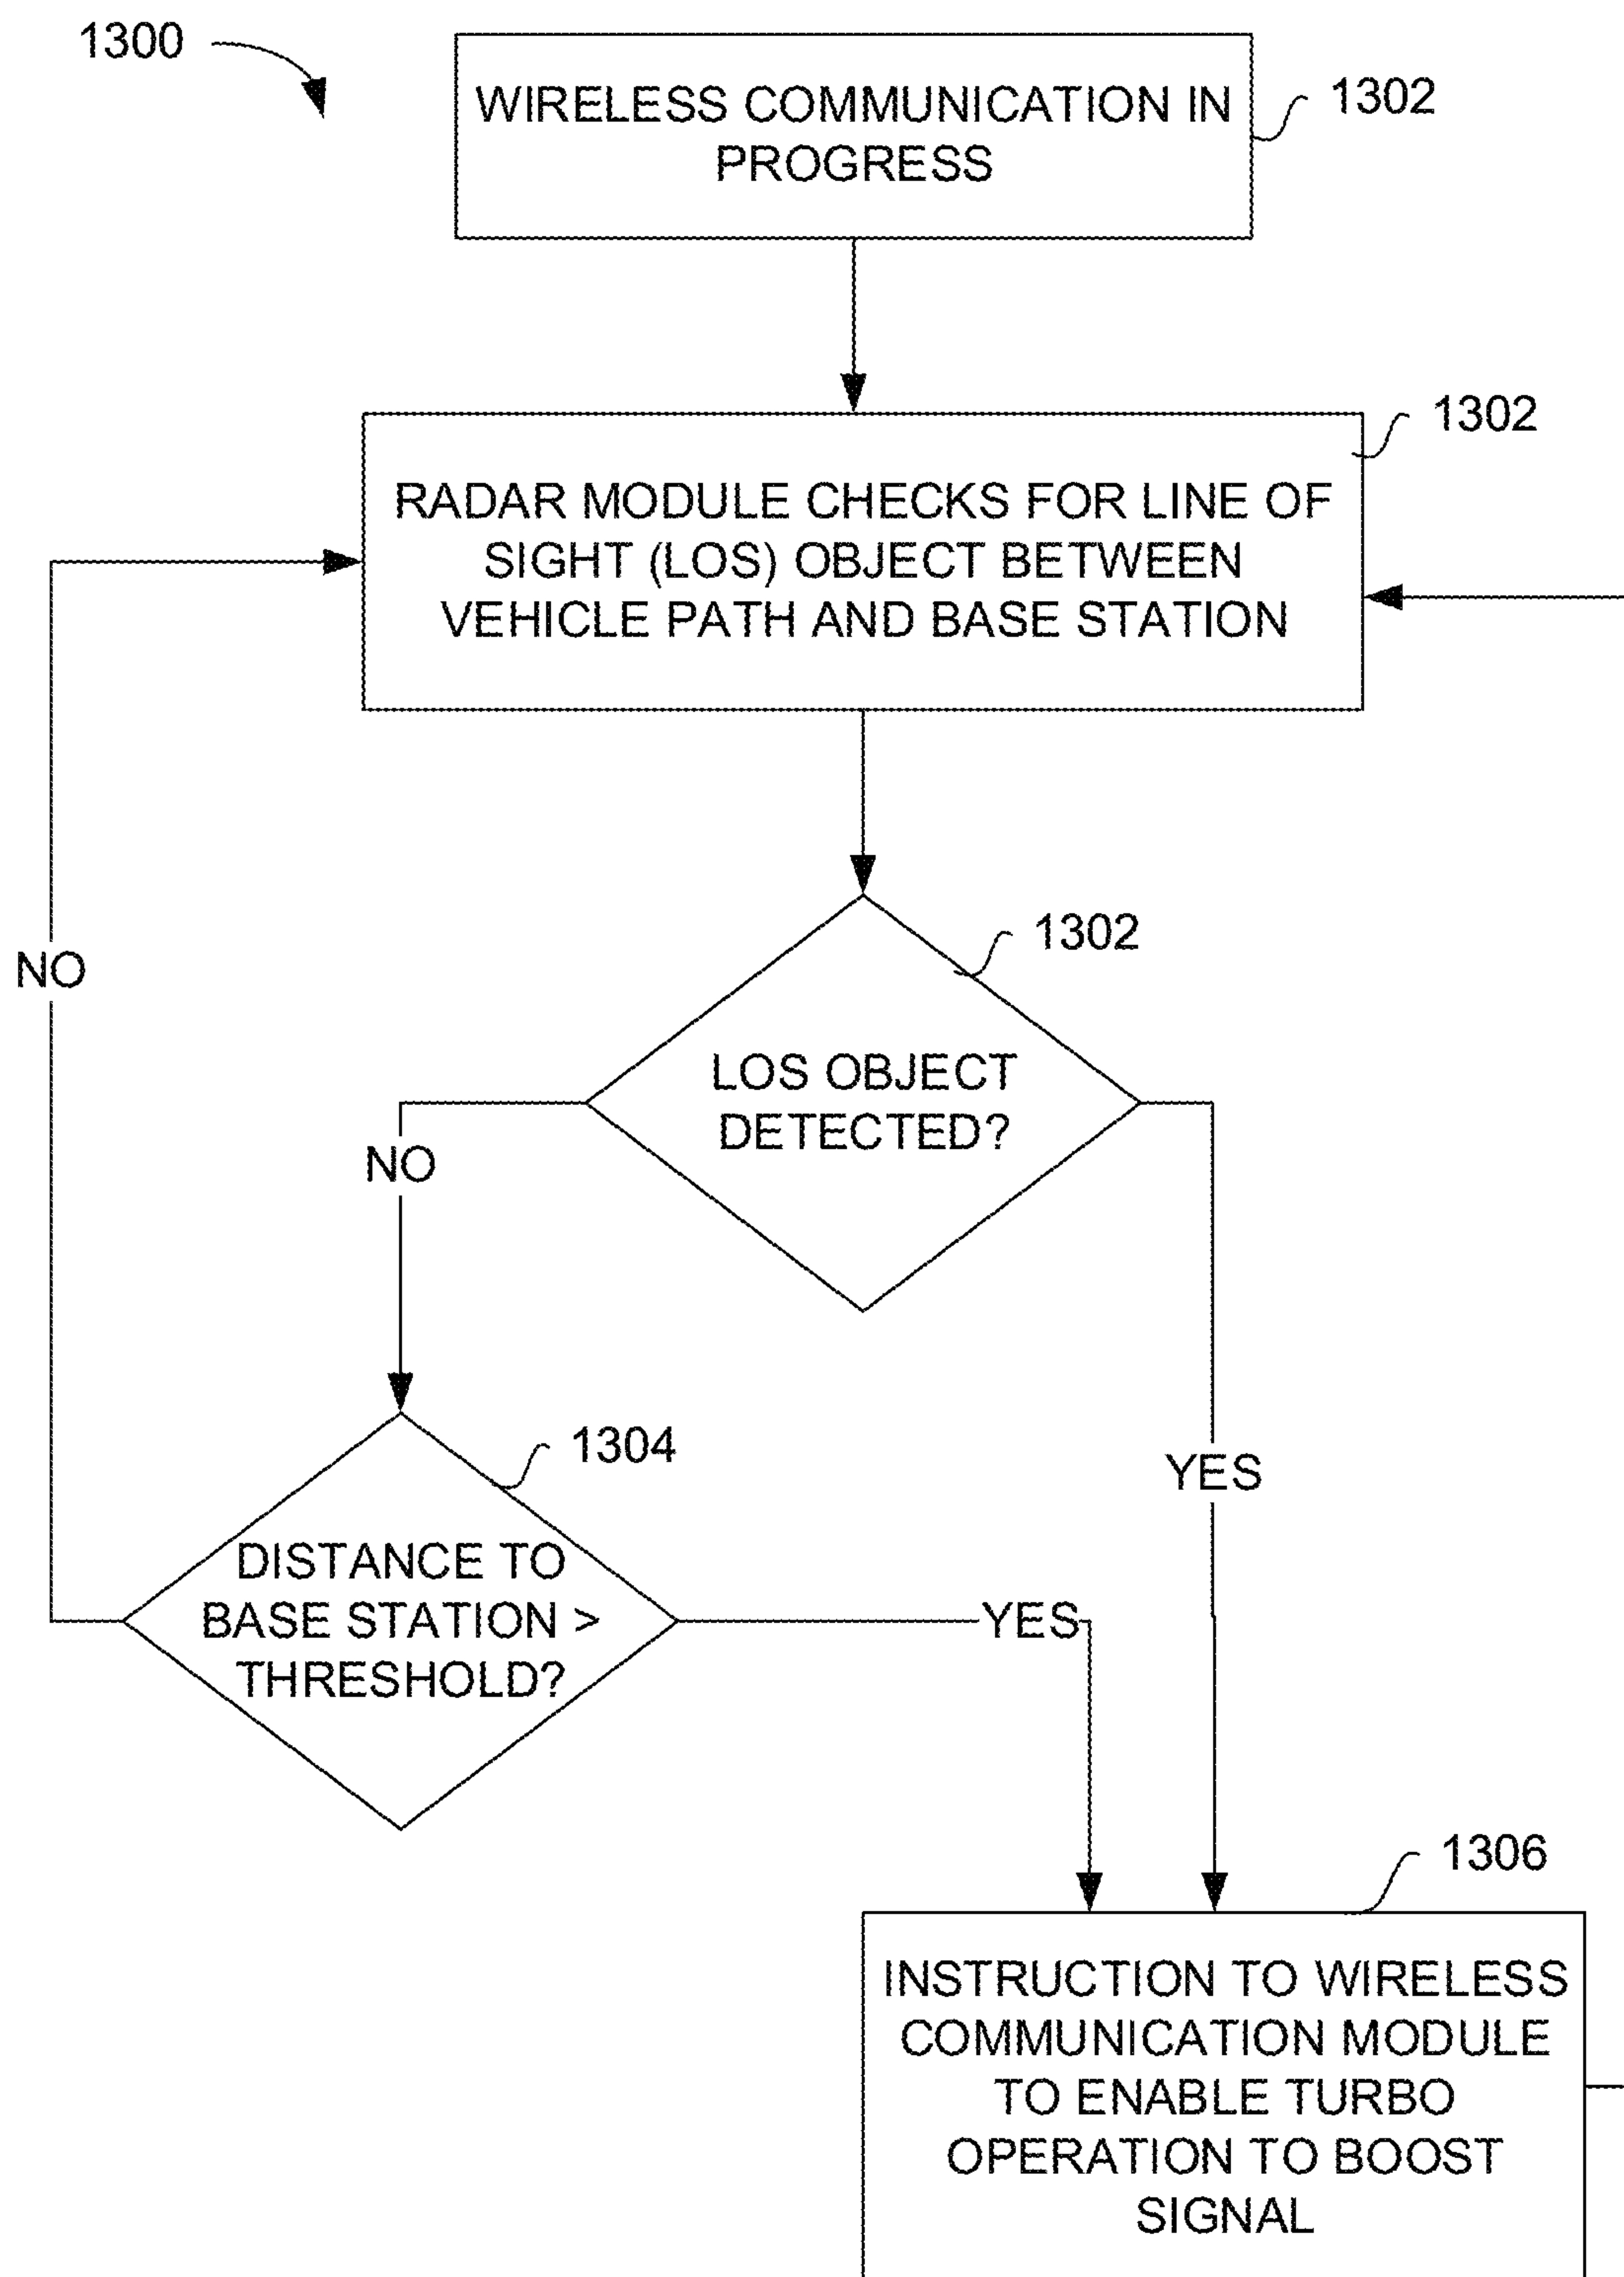 1300
WIRELESS COMMUNICATION IN
PROGRESS
1302
1302
RADAR MODULE CHECKS FOR LINE OF
SIGHT (LOS) OBJECT BETWEEN
VEHICLE PATH AND BASE STATION
1302
NO
LOS OBJECT
DETECTED?
NO
1304
YES
DISTANCE TO
BASE STATION >
THRESHOLD?
YES
1306
INSTRUCTION TO WIRELESS
COMMUNICATION MODULE
TO ENABLE TURBO
OPERATION TO BOOST
SIGNAL